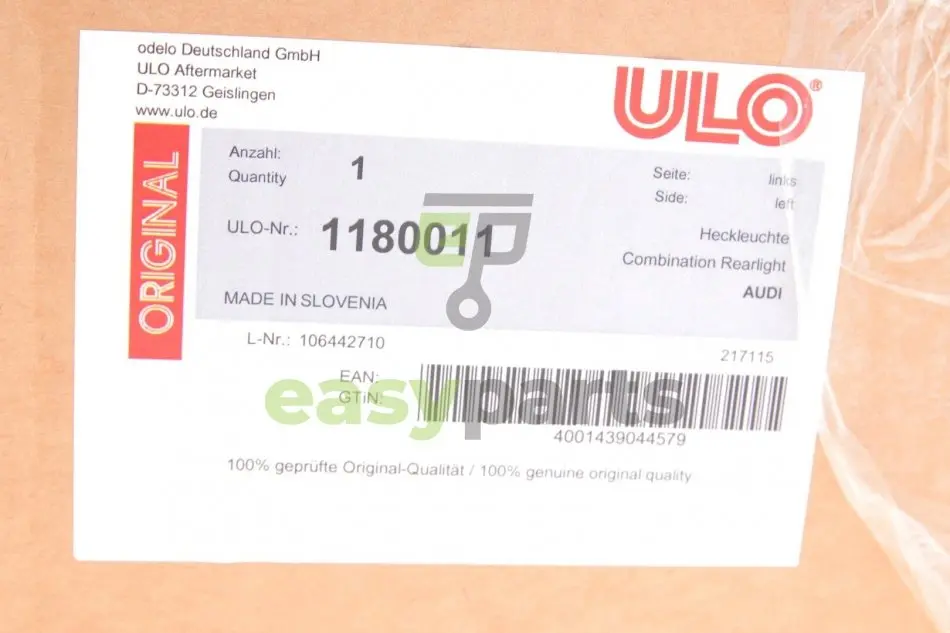 odelo Deutschland GmbH
ULO Aftermarket
D-73312 Geislingen
www.ulo.de
ULO®
ORIGINAL
Anzahl:
Quantity
1
Seite: links
Side: left
ULO-Nr.: 1180011
Heckleuchte
Combination Rearlight
AUDI
MADE IN SLOVENIA
L-Nr.: 106442710
217115
EAN:
GTiN:
4001439044579
easyparts
EP
100% geprüfte Original-Qualität / 100% genuine original quality